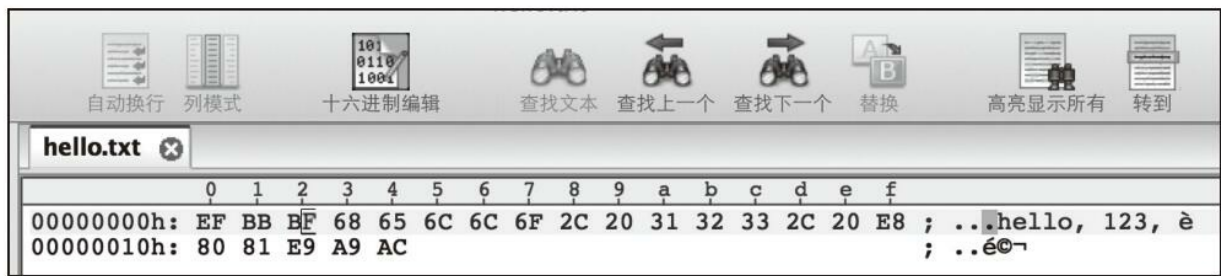 自动换行 列模式 十六进制编辑 查找文本 查找上一个 查找下一个 替换 高亮显示所有 转到
hello.txt
0 1 2 3 4 5 6 7 8 9 a b c d e f
00000000h: EF BB BF 68 65 6C 6C 6F 2C 20 31 32 33 2C 20 E8 ; ...hello, 123, è
00000010h: 80 81 E9 A9 AC ; ..é©¬